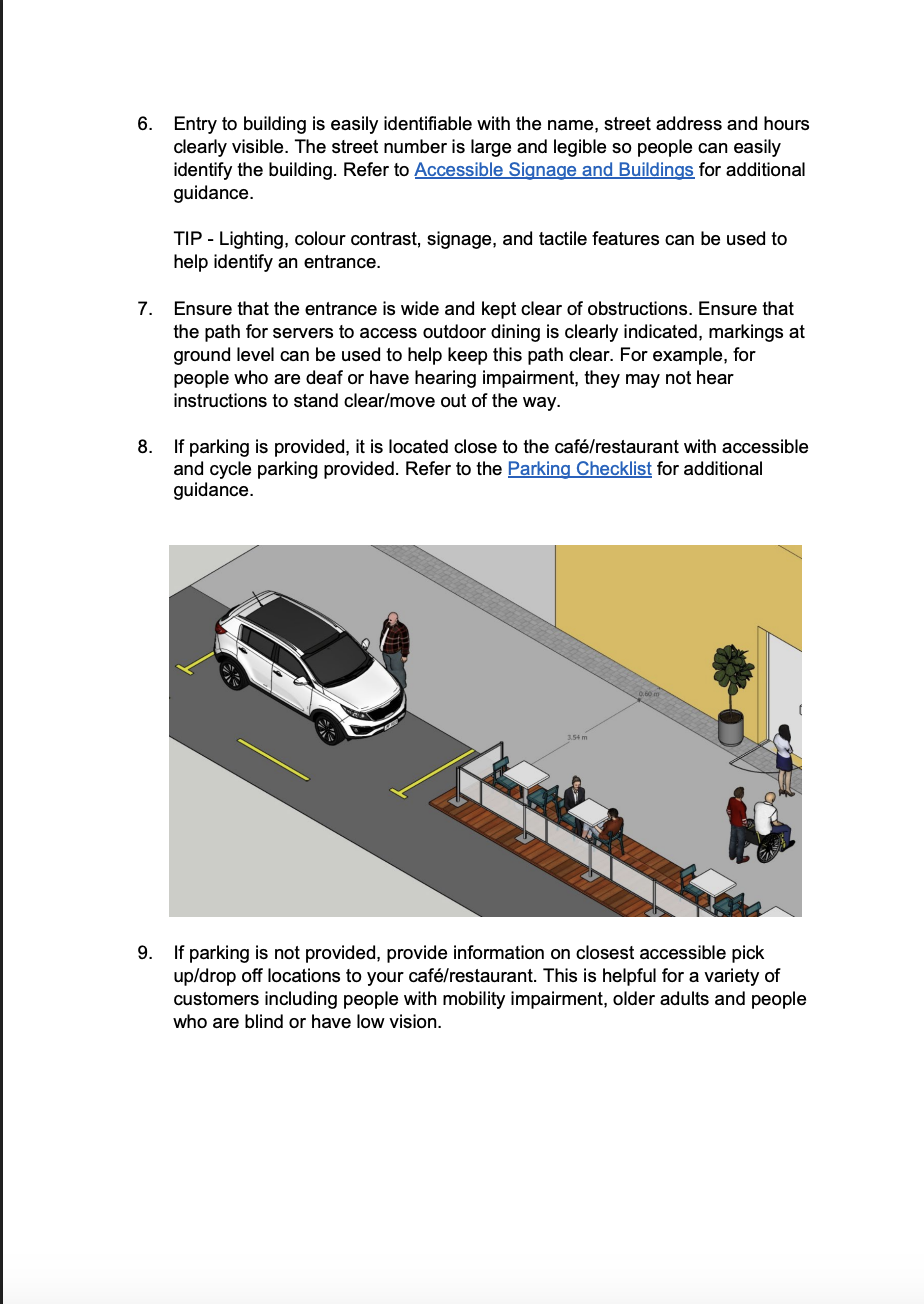 6. Entry to building is easily identifiable with the name, street address and hours
clearly visible. The street number is large and legible so people can easily
identify the building. Refer to Accessible Signage and Buildings for additional
guidance.
TIP - Lighting, colour contrast, signage, and tactile features can be used to
help identify an entrance.
7. Ensure that the entrance is wide and kept clear of obstructions. Ensure that
the path for servers to access outdoor dining is clearly indicated, markings at
ground level can be used to help keep this path clear. For example, for
people who are deaf or have hearing impairment, they may not hear
instructions to stand clear/move out of the way.
8. If parking is provided, it is located close to the café/restaurant with accessible
and cycle parking provided. Refer to the Parking Checklist for additional
guidance.
0.60 m
3.54 m
9. If parking is not provided, provide information on closest accessible pick
up/drop off locations to your café/restaurant. This is helpful for a variety of
customers including people with mobility impairment, older adults and people
who are blind or have low vision.